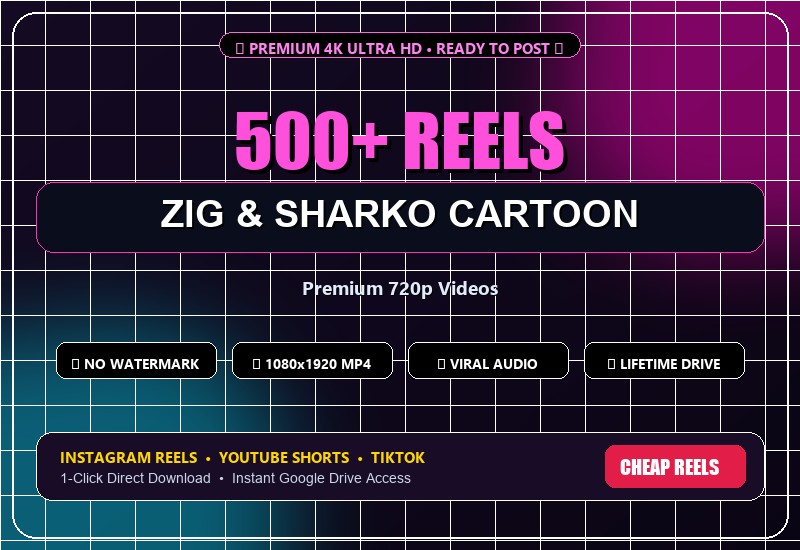 PREMIUM 4K ULTRA HD • READY TO POST
500+ REELS
ZIG & SHARKO CARTOON
Premium 720p Videos
NO WATERMARK
1080x1920 MP4
VIRAL AUDIO
LIFETIME DRIVE
INSTAGRAM REELS • YOUTUBE SHORTS • TIKTOK
1-Click Direct Download • Instant Google Drive Access
CHEAP REELS